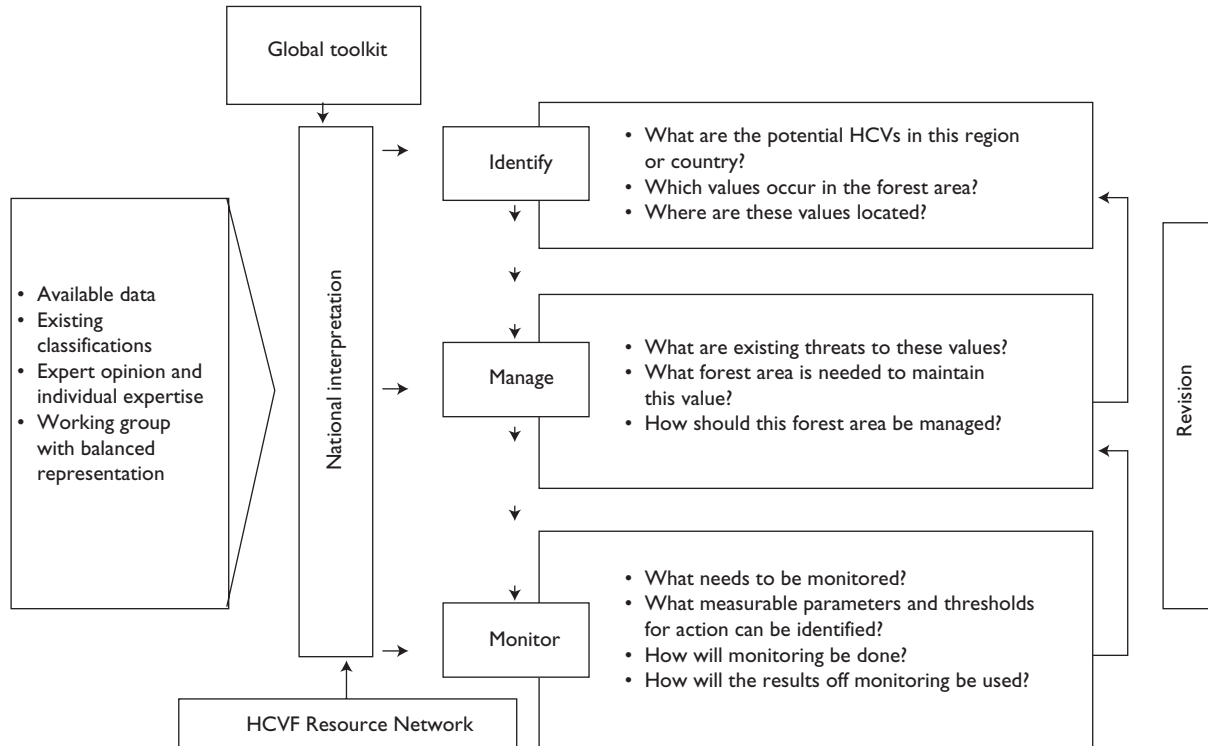 Global toolkit
• Available data
• Existing
classifications
• Expert opinion and
individual expertise
• Working group
with balanced
representation
National interpretation
HCVF Resource Network
Identify
• What are the potential HCVs in this region
or country?
• Which values occur in the forest area?
• Where are these values located?
Manage
• What are existing threats to these values?
• What forest area is needed to maintain
this value?
• How should this forest area be managed?
Monitor
• What needs to be monitored?
• What measurable parameters and thresholds
for action can be identified?
• How will monitoring be done?
• How will the results off monitoring be used?
Revision